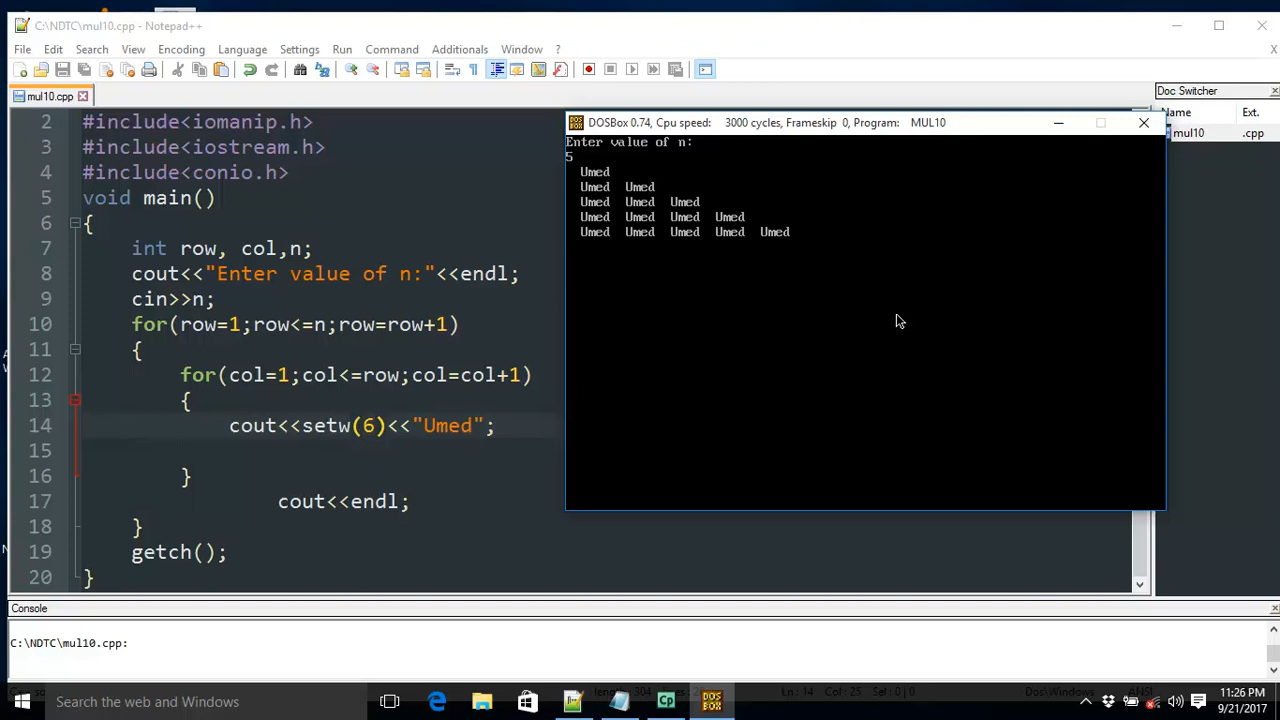 C:\NDTC\mul10.cpp - Notepad++
File Edit Search View Encoding Language Settings Run Command Additionals Window ?
X
mul10.cpp
Doc Switcher
Name Ext.
mul10 .cpp
2 #include<iomanip.h>
3 #include<iostream.h>
4 #include<conio.h>
5 void main()
6 {
7 int row, col,n;
8 cout<<"Enter value of n:"<<endl;
9 cin>>n;
10 for(row=1;row<=n;row=row+1)
11 {
12 for(col=1;col<=row;col=col+1)
13 {
14 cout<<setw(6)<<"Umed";
15
16 }
17 cout<<endl;
18 }
19 getch();
20 }
DOSBox 0.74, Cpu speed: 3000 cycles, Frameskip 0, Program: MUL10
Enter value of n:
5
Umed
Umed Umed
Umed Umed Umed
Umed Umed Umed Umed
Umed Umed Umed Umed Umed
Console
C:\NDTC\mul10.cpp:
Ln : 14 Col : 25 Sel : 0 | 0
Search the web and Windows
11:26 PM
9/21/2017